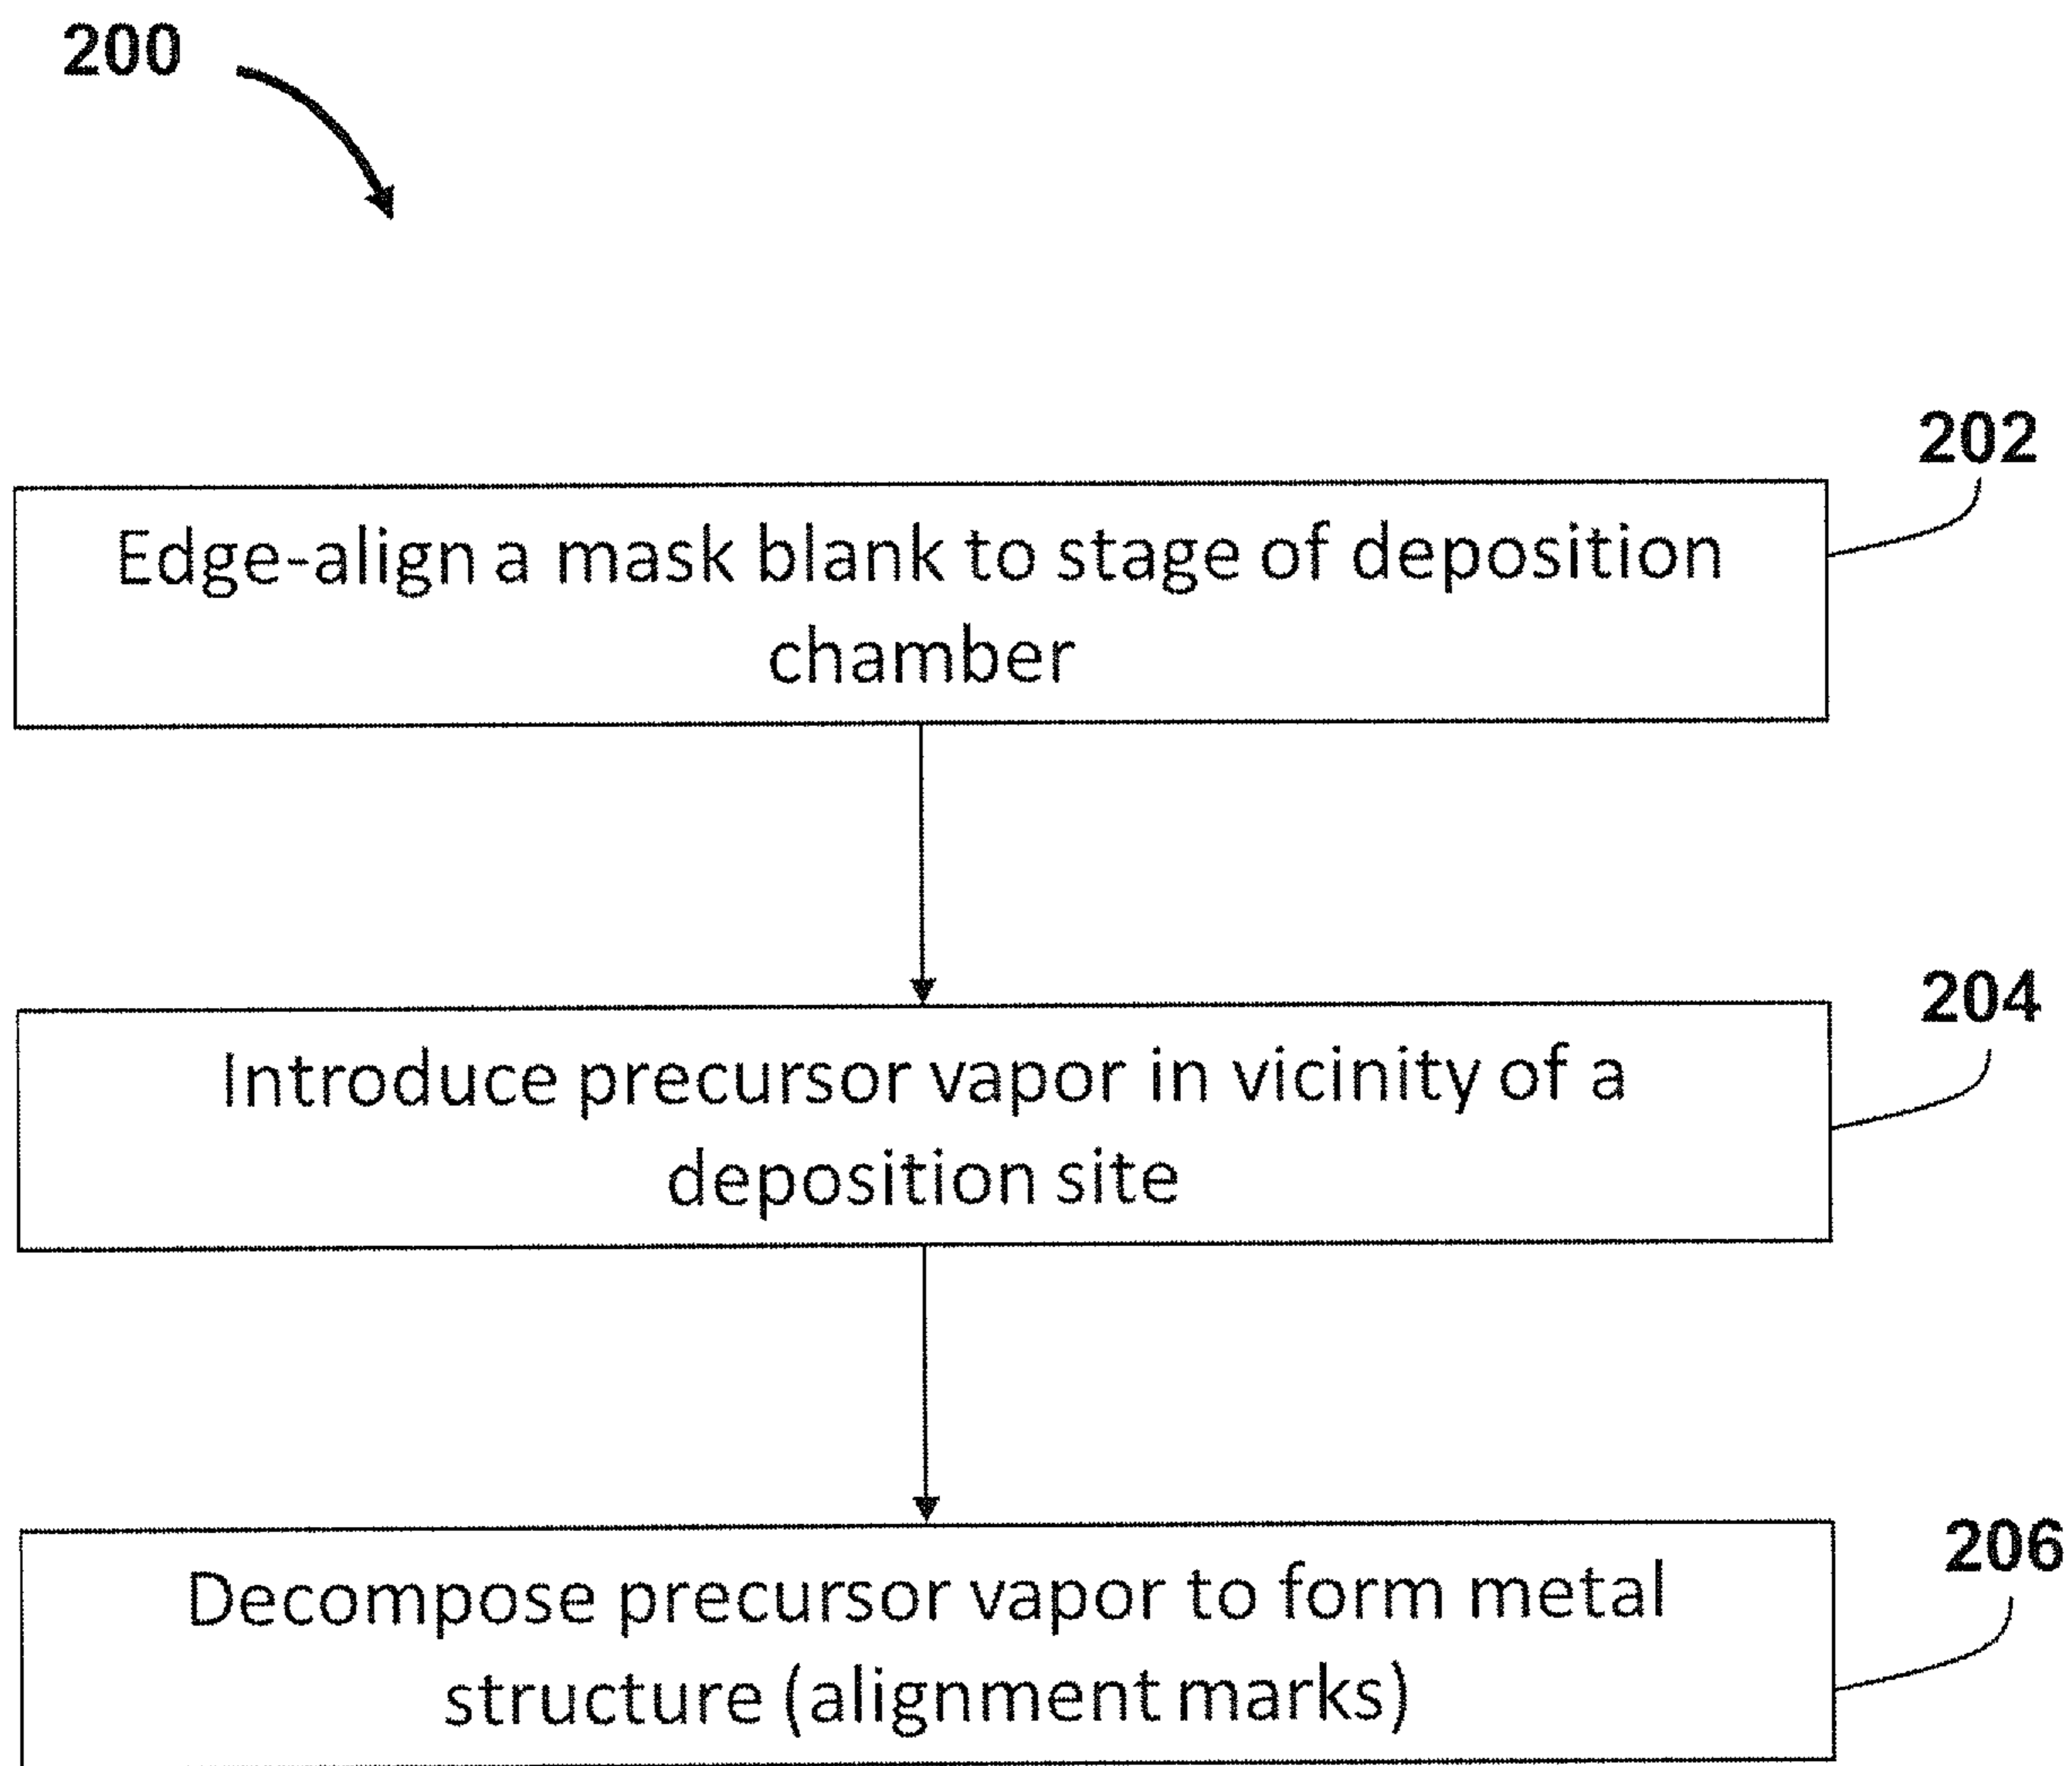 200
202
Edge-align a mask blank to stage of deposition
chamber
204
Introduce precursor vapor in vicinity of a
deposition site
206
Decompose precursor vapor to form metal
structure (alignment marks)